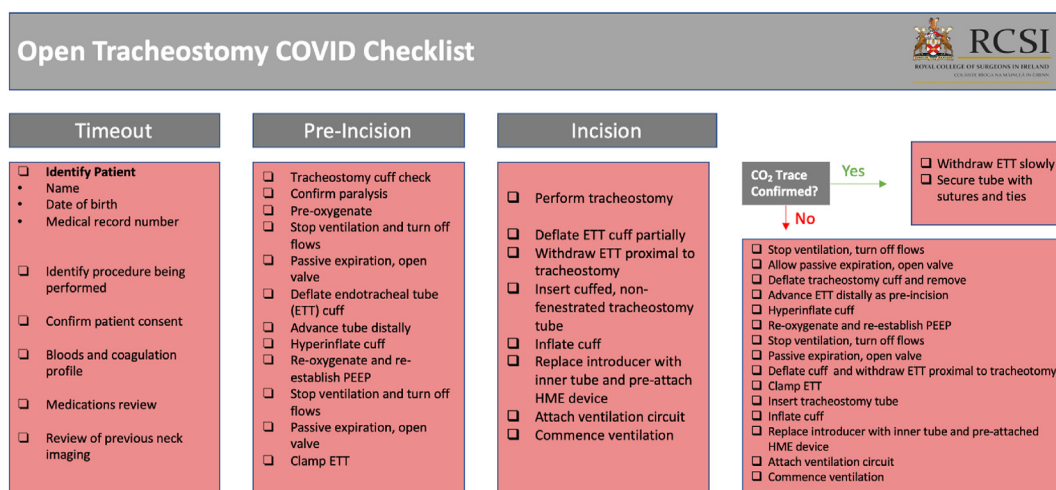 Open Tracheostomy COVID Checklist
RCSI
ROYAL COLLEGE OF SURGEONS IN IRELAND
Timeout
Identify Patient
• Name
• Date of birth
• Medical record number
Identify procedure being
performed
Confirm patient consent
Bloods and coagulation
profile
Medications review
Review of previous neck
imaging
Pre-Incision
Tracheostomy cuff check
Confirm paralysis
Pre-oxygenate
Stop ventilation and turn off
flows
Passive expiration, open
valve
Deflate endotracheal tube
(ETT) cuff
Advance tube distally
Hyperinflate cuff
Re-oxygenate and re-
establish PEEP
Stop ventilation and turn off
flows
Passive expiration, open
valve
Clamp ETT
Incision
Perform tracheostomy
Deflate ETT cuff partially
Withdraw ETT proximal to
tracheostomy
Insert cuffed, non-
fenestrated tracheostomy
tube
Inflate cuff
Replace introducer with
inner tube and pre-attach
HME device
Attach ventilation circuit
Commence ventilation
CO₂ Trace
Confirmed?
Yes
No
Withdraw ETT slowly
Secure tube with
sutures and ties
Stop ventilation, turn off flows
Allow passive expiration, open valve
Deflate tracheostomy cuff and remove
Advance ETT distally as pre-incision
Hyperinflate cuff
Re-oxygenate and re-establish PEEP
Stop ventilation, turn off flows
Passive expiration, open valve
Deflate cuff and withdraw ETT proximal to tracheotomy
Clamp ETT
Insert tracheostomy tube
Inflate cuff
Replace introducer with inner tube and pre-attached
HME device
Attach ventilation circuit
Commence ventilation